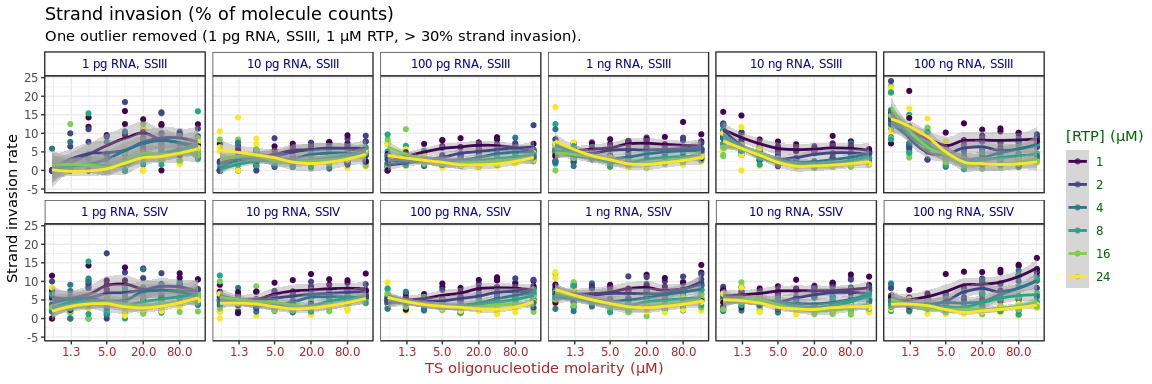 Strand invasion (% of molecule counts)
One outlier removed (1 pg RNA, SSIII, 1 µM RTP, > 30% strand invasion).
1 pg RNA, SSIII 10 pg RNA, SSIII 100 pg RNA, SSIII 1 ng RNA, SSIII 10 ng RNA, SSIII 100 ng RNA, SSIII
25
20
15
10
5
0
-5
Strand invasion rate
1 pg RNA, SSIV 10 pg RNA, SSIV 100 pg RNA, SSIV 1 ng RNA, SSIV 10 ng RNA, SSIV 100 ng RNA, SSIV
25
20
15
10
5
0
-5
1.3 5.0 20.0 80.0 1.3 5.0 20.0 80.0 1.3 5.0 20.0 80.0 1.3 5.0 20.0 80.0 1.3 5.0 20.0 80.0 1.3 5.0 20.0 80.0
TS oligonucleotide molarity (µM)
[RTP] (µM)
1
2
4
8
16
24